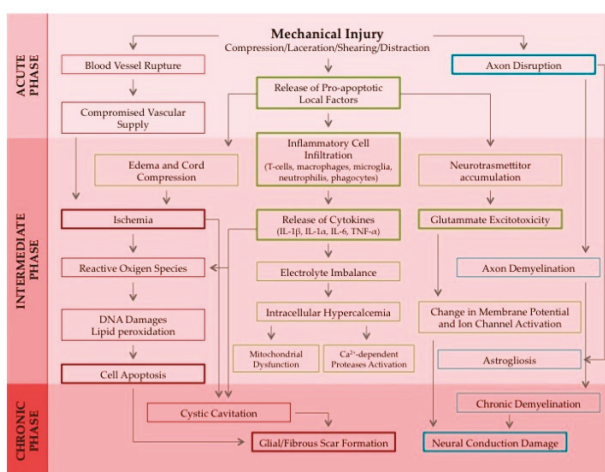 Mechanical Injury
Compression/Laceration/Shearing/Distraction
ACUTE
PHASE
Blood Vessel Rupture
Axon Disruption
Release of Pro-apoptotic
Local Factors
Compromised Vascular
Supply
INTERMEDIATE
PHASE
Inflammatory Cell
Infiltration
(T-cells, macrophages, microglia,
neutrophilis, phagocytes)
Edema and Cord
Compression
Neurotrasmettitor
accumulation
Ischemia
Release of Cytokines
(IL-1β, IL-1α, IL-6, TNF-α)
Glutammate Excitotoxicity
Reactive Oxigen Species
Electrolyte Imbalance
Axon Demyelination
DNA Damages
Lipid peroxidation
Intracellular Hypercalcemia
Change in Membrane Potential
and Ion Channel Activation
Mitochondrial
Dysfunction
Ca²⁺-dependent
Proteases Activation
Astrogliosis
Cell Apoptosis
CHRONIC
PHASE
Cystic Cavitation
Chronic Demyelination
Glial/Fibrous Scar Formation
Neural Conduction Damage